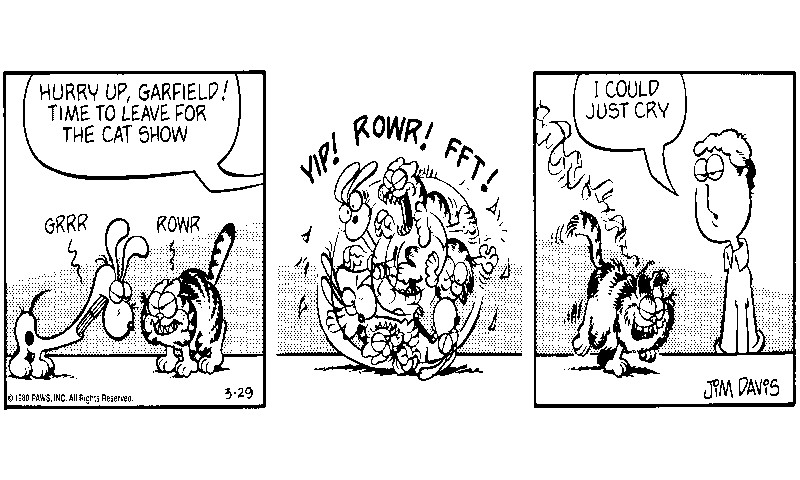 HURRY UP, GARFIELD!
TIME TO LEAVE FOR
THE CAT SHOW
GRRR
ROWR
© 1980 PAWS, INC. All Rights Reserved.
3-29
YIP! ROWR! FFT!
I COULD
JUST CRY
JIM DAVIS